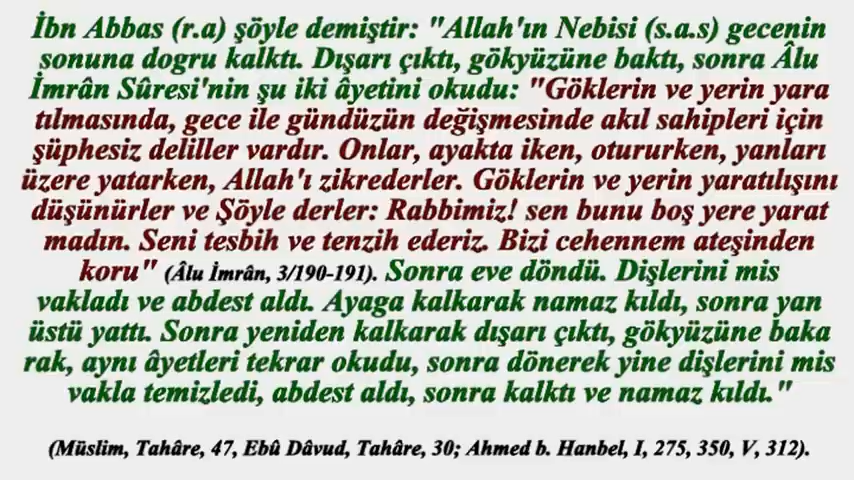 İbn Abbas (r.a) şöyle demiştir: "Allah'ın Nebisi (s.a.s) gecenin
sonuna dogru kalktı. Dışarı çıktı, gökyüzüne baktı, sonra Âlu
İmrân Sûresi'nin şu iki âyetini okudu: "Göklerin ve yerin yara
tılmasında, gece ile gündüzün değişmesinde akıl sahipleri için
şüphesiz deliller vardır. Onlar, ayakta iken, otururken, yanları
üzere yatarken, Allah'ı zikrederler. Göklerin ve yerin yaratılışını
düşünürler ve Şöyle derler: Rabbimiz! sen bunu boş yere yarat
madın. Seni tesbih ve tenzih ederiz. Bizi cehennem ateşinden
koru" (Âlu İmrân, 3/190-191). Sonra eve döndü. Dişlerini mis
vakladı ve abdest aldı. Ayaga kalkarak namaz kıldı, sonra yan
üstü yattı. Sonra yeniden kalkarak dışarı çıktı, gökyüzüne baka
rak, aynı âyetleri tekrar okudu, sonra dönerek yine dişlerini mis
vakla temizledi, abdest aldı, sonra kalktı ve namaz kıldı."
(Müslim, Tahâre, 47, Ebû Dâvud, Tahâre, 30; Ahmed b. Hanbel, I, 275, 350, V, 312).